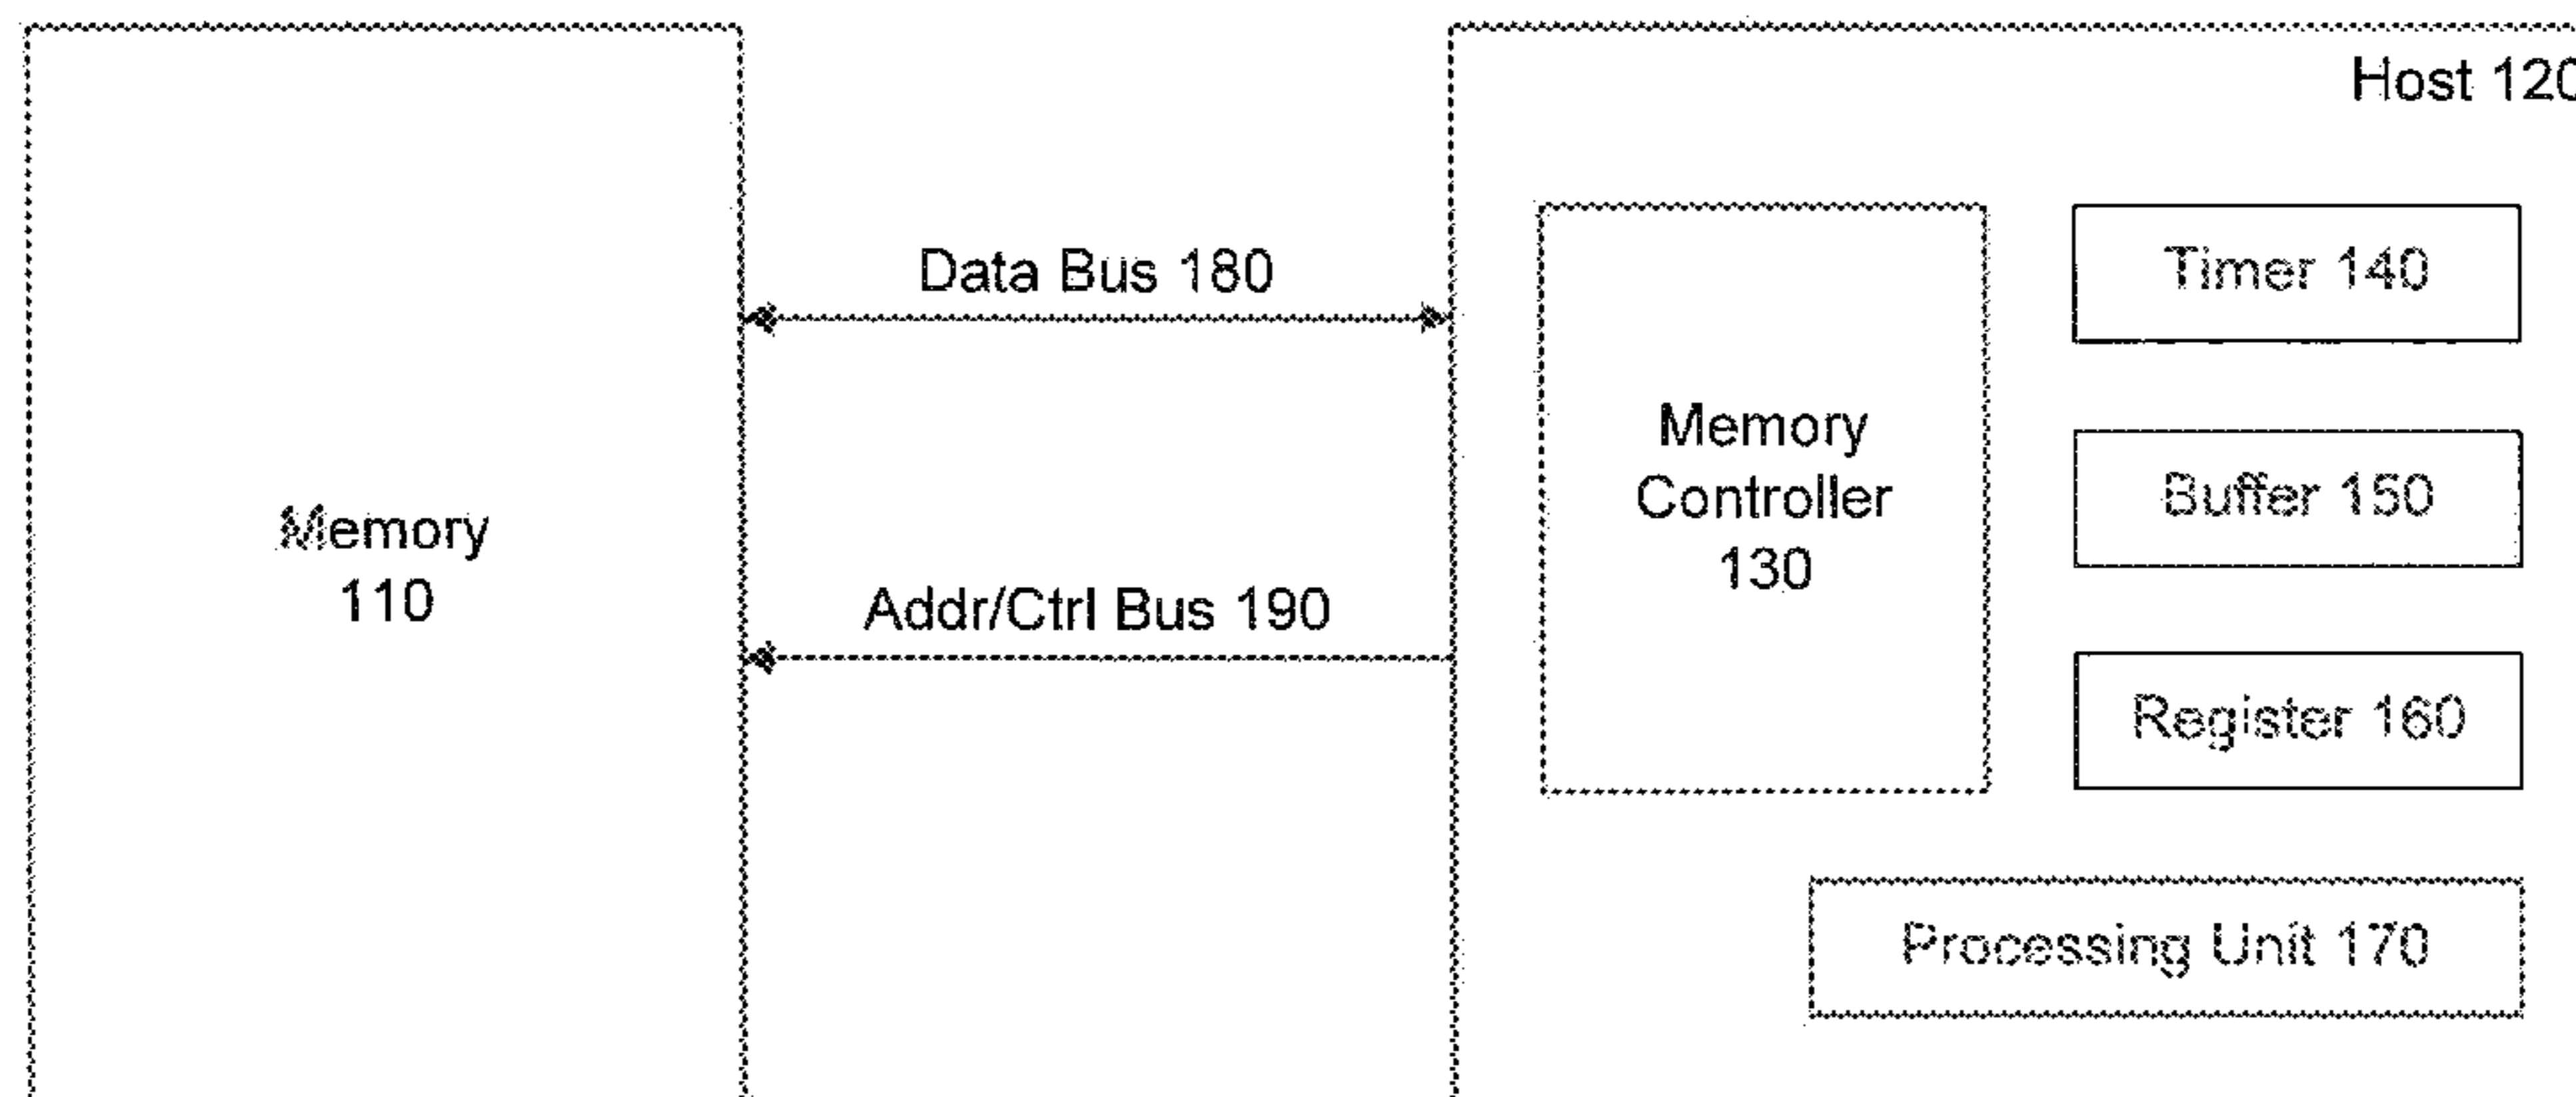 Host 120
Data Bus 180
Timer 140
Memory
Controller
130
Buffer 150
Memory
110
Addr/Ctrl Bus 190
Register 160
Processing Unit 170